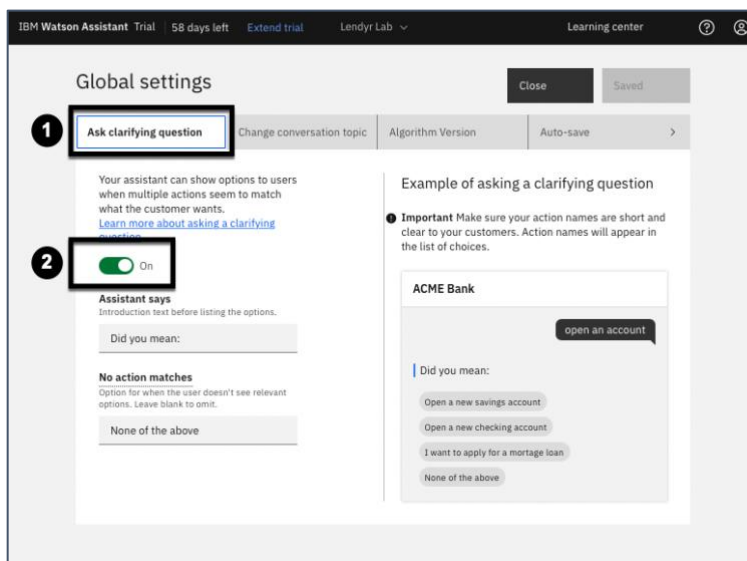 IBM Watson Assistant Trial 58 days left Extend trial Lendyr Lab Learning center
Global settings
Close Saved
1
Ask clarifying question Change conversation topic Algorithm Version Auto-save
Your assistant can show options to users
when multiple actions seem to match
what the customer wants.
Learn more about asking a clarifying
question
2
On
Assistant says
Introduction text before listing the options.
Did you mean:
No action matches
Option for when the user doesn't see relevant
options. Leave blank to omit.
None of the above
Example of asking a clarifying question
Important Make sure your action names are short and
clear to your customers. Action names will appear in
the list of choices.
ACME Bank
open an account
Did you mean:
Open a new savings account
Open a new checking account
I want to apply for a mortage loan
None of the above